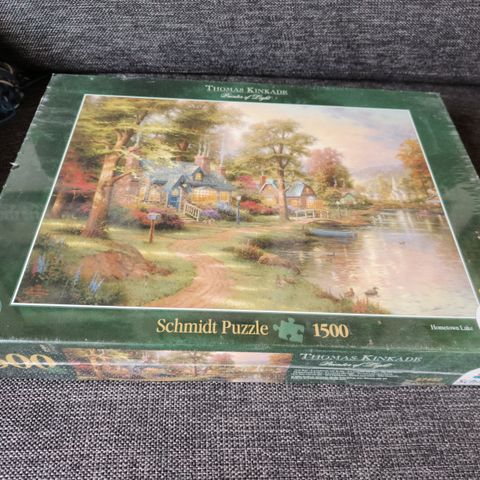 THOMAS KINKADE
Painter of Light
Schmidt Puzzle 1500
Hometown Lake
THOMAS KINKADE
Painter of Light